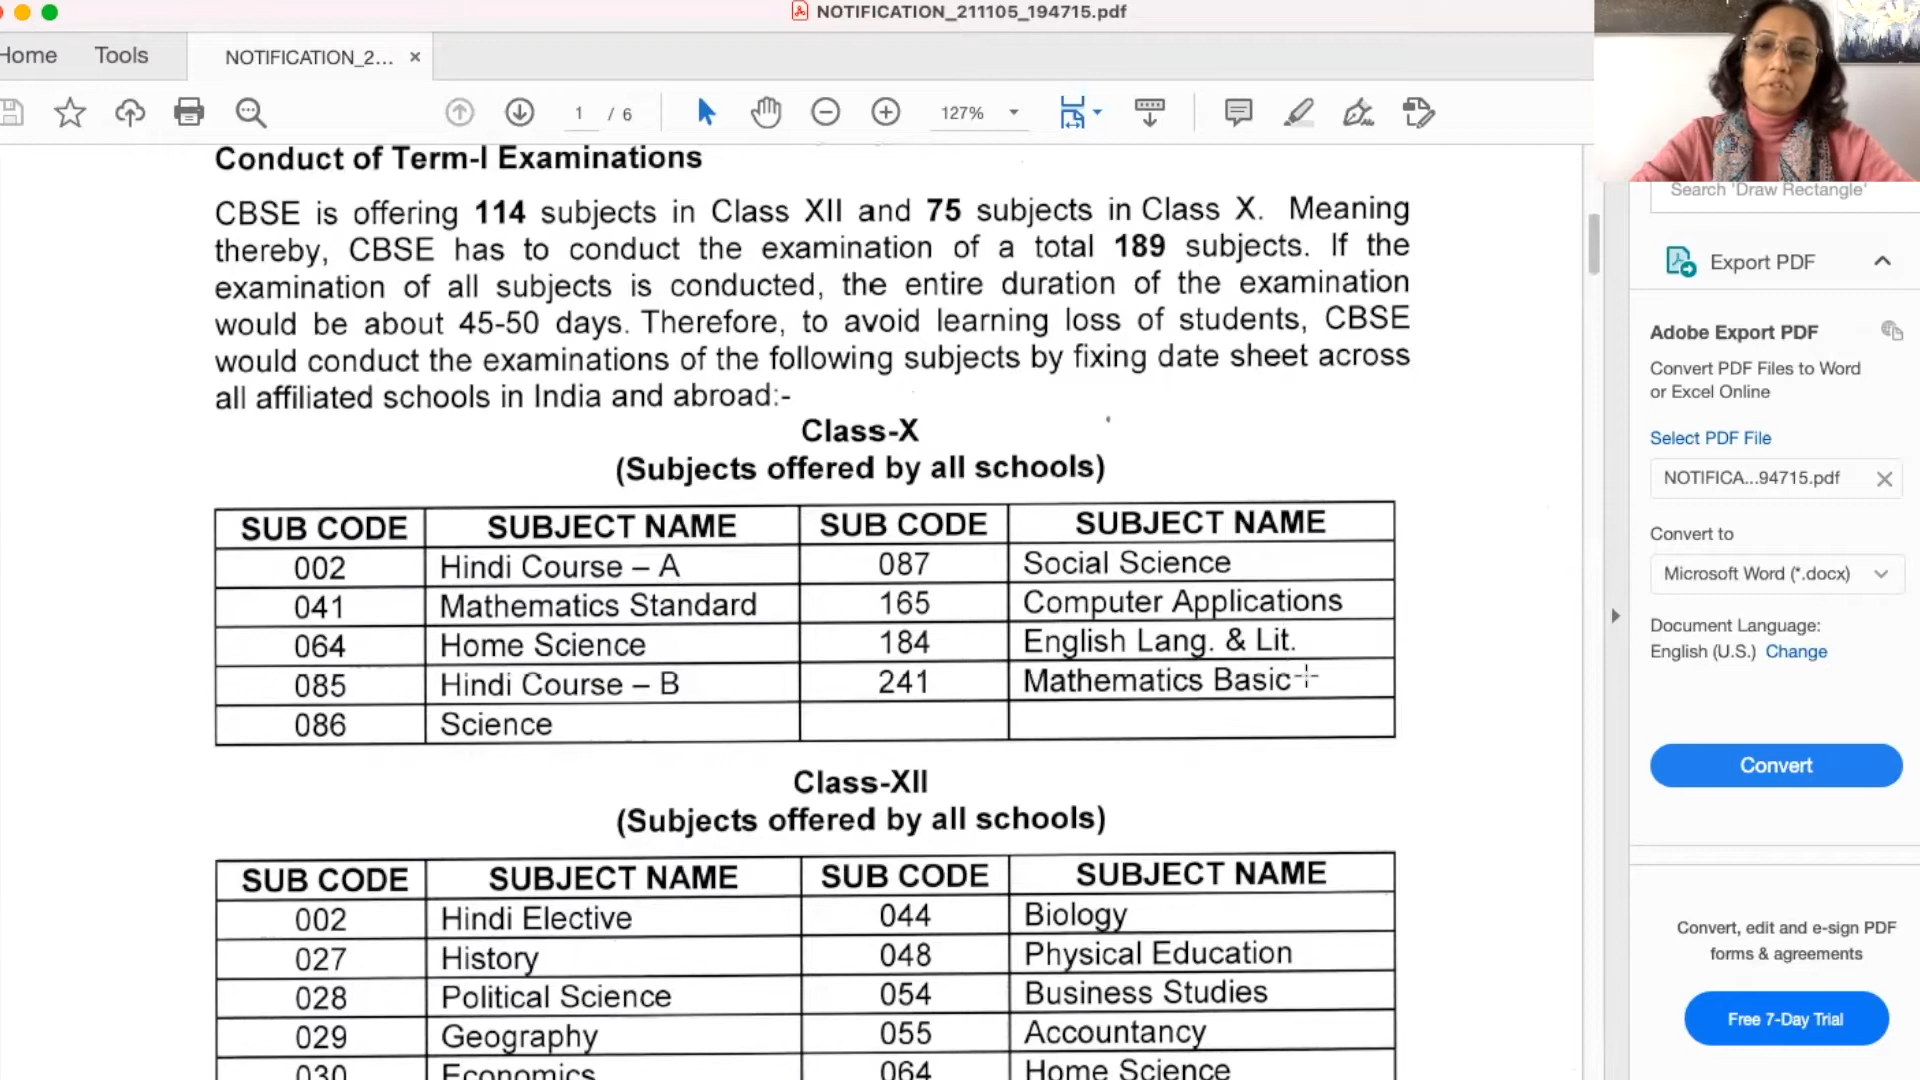 NOTIFICATION_211105_194715.pdf
Home
Tools
NOTIFICATION_2... ×
1 / 6
127%
Conduct of Term-I Examinations
CBSE is offering 114 subjects in Class XII and 75 subjects in Class X. Meaning
thereby, CBSE has to conduct the examination of a total 189 subjects. If the
examination of all subjects is conducted, the entire duration of the examination
would be about 45-50 days. Therefore, to avoid learning loss of students, CBSE
would conduct the examinations of the following subjects by fixing date sheet across
all affiliated schools in India and abroad:-
Class-X
(Subjects offered by all schools)
SUB CODE SUBJECT NAME SUB CODE SUBJECT NAME
002 Hindi Course – A 087 Social Science
041 Mathematics Standard 165 Computer Applications
064 Home Science 184 English Lang. & Lit.
085 Hindi Course – B 241 Mathematics Basic
086 Science
Class-XII
(Subjects offered by all schools)
SUB CODE SUBJECT NAME SUB CODE SUBJECT NAME
002 Hindi Elective 044 Biology
027 History 048 Physical Education
028 Political Science 054 Business Studies
029 Geography 055 Accountancy
030 Economics 064 Home Science
Search 'Draw Rectangle'
Export PDF
Adobe Export PDF
Convert PDF Files to Word
or Excel Online
Select PDF File
NOTIFICA...94715.pdf
Convert to
Microsoft Word (*.docx)
Document Language:
English (U.S.) Change
Convert
Convert, edit and e-sign PDF
forms & agreements
Free 7-Day Trial